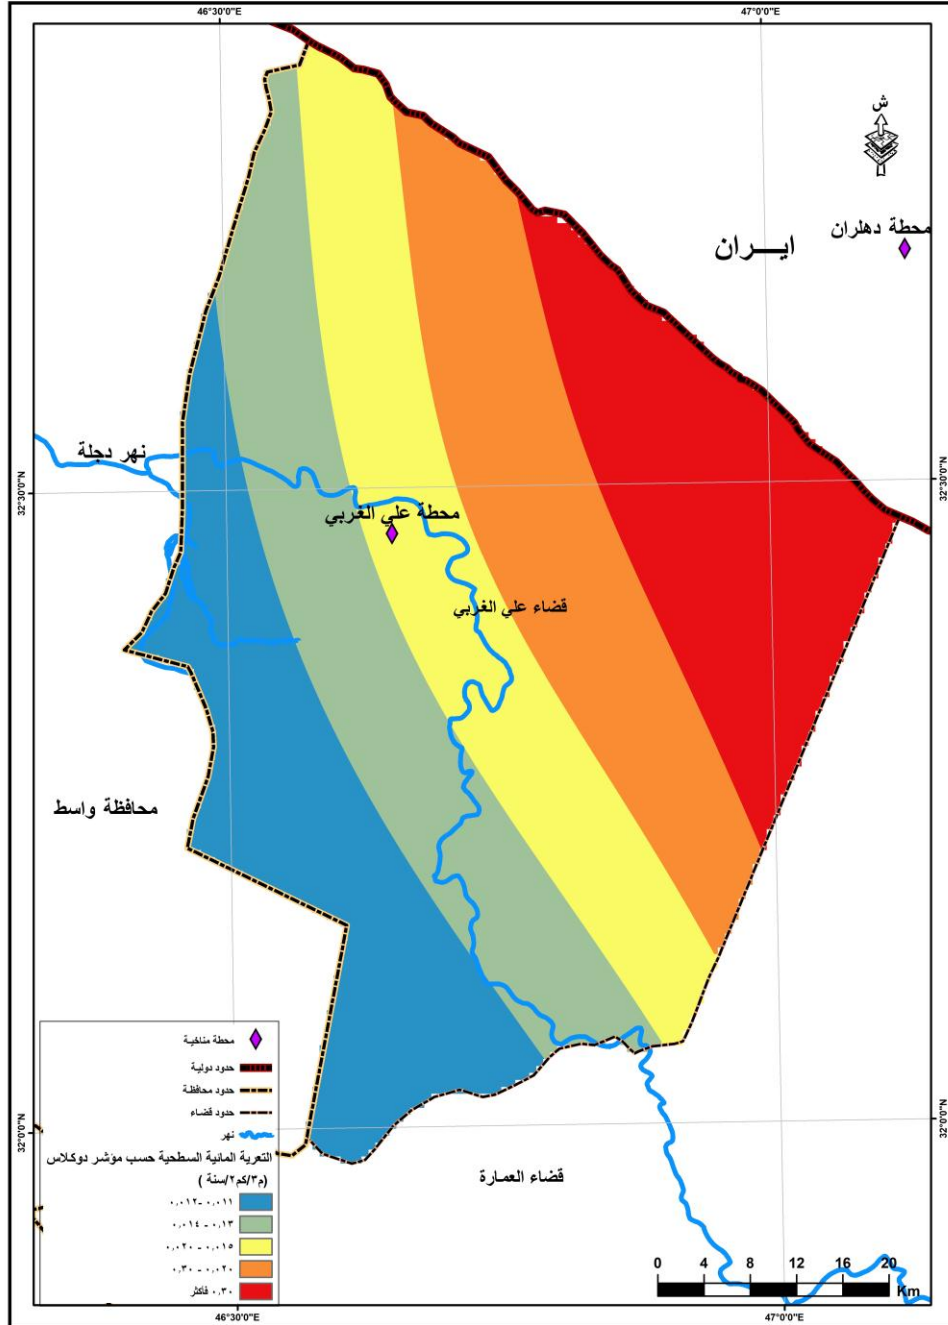 46°30'0"E
47°0'0"E
ش
محطة دهلران
ايـــران
نهر دجلة
32°30'0"N
32°30'0"N
محطة علي الغربي
قضاء علي الغربي
محافظة واسط
محطة مناخية
حدود دولية
حدود محافظة
حدود قضاء
نهر
32°0'0"N
32°0'0"N
التعرية المائية السطحية حسب مؤشر دوكلاس
(م٣/كم٢/سنة )
٠,٠١١ -٠,٠١٢
٠,١٣ - ٠,٠١٤
٠,٠١٥ - ٠,٠٢٠
٠,٠٢٠ - ٠,٣٠
٠,٣٠ فأكثر
قضاء العمارة
0 4 8 12 16 20
Km
46°30'0"E
47°0'0"E